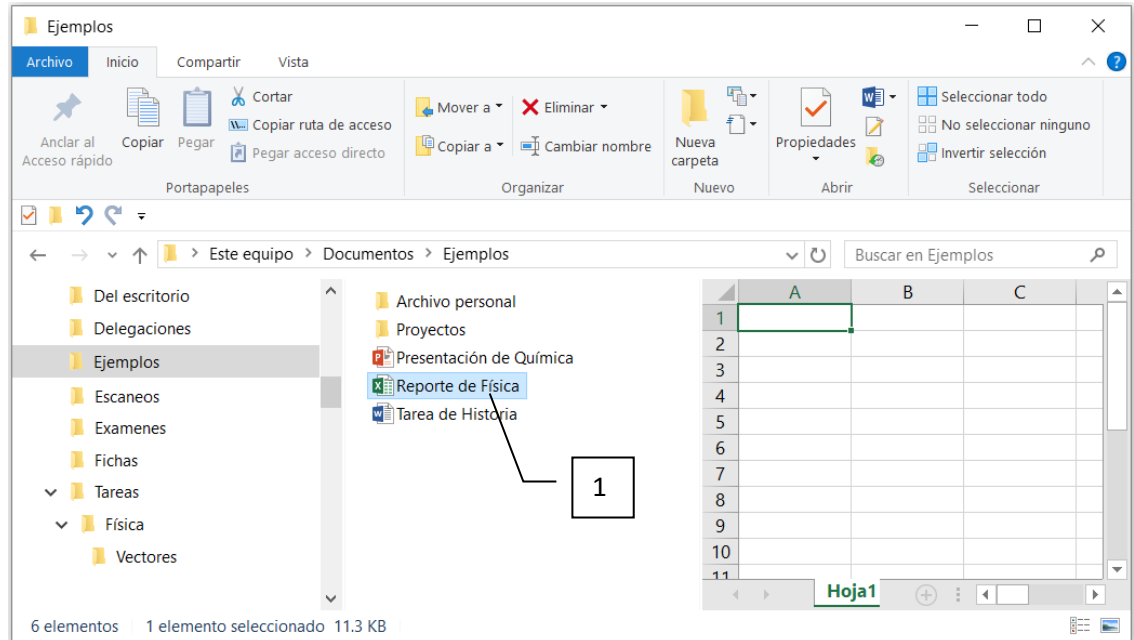 Ejemplos
Archivo Inicio Compartir Vista
Anclar al Acceso rápido
Copiar
Pegar
Cortar
Copiar ruta de acceso
Pegar acceso directo
Portapapeles
Mover a
Copiar a
Eliminar
Cambiar nombre
Organizar
Nueva carpeta
Nuevo
Propiedades
Abrir
Seleccionar todo
No seleccionar ninguno
Invertir selección
Seleccionar
Este equipo > Documentos > Ejemplos
Buscar en Ejemplos
Del escritorio
Delegaciones
Ejemplos
Escaneos
Examenes
Fichas
Tareas
Física
Vectores
Archivo personal
Proyectos
Presentación de Química
Reporte de Física
Tarea de Historia
1
A B C
1
2
3
4
5
6
7
8
9
10
11
Hoja1
6 elementos 1 elemento seleccionado 11.3 KB